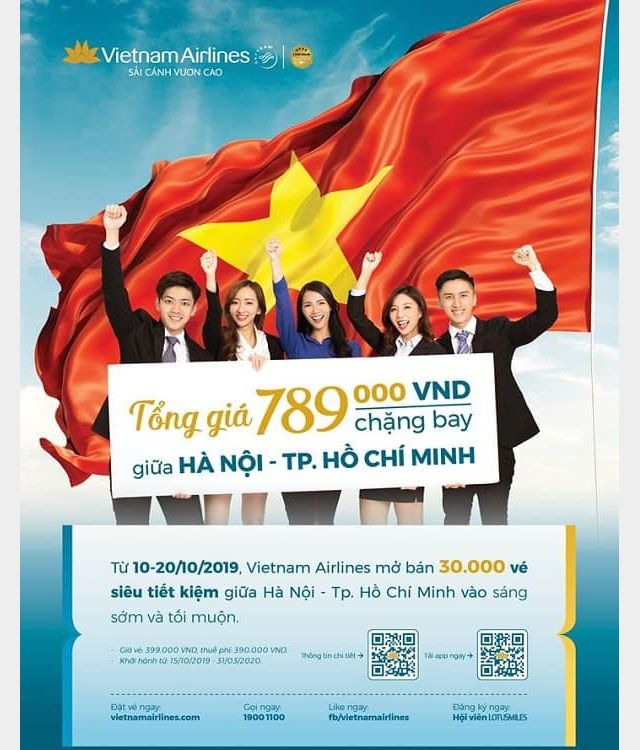 Vietnam Airlines
SẢI CÁNH VƯƠN CAO
Tổng giá 789 000 VND
chặng bay
giữa HÀ NỘI - TP. HỒ CHÍ MINH
Từ 10-20/10/2019, Vietnam Airlines mở bán 30.000 vé
siêu tiết kiệm giữa Hà Nội - Tp. Hồ Chí Minh vào sáng
sớm và tối muộn.
- Giá vé: 399.000 VND, thuế phí: 390.000 VND.
- Khởi hành từ: 15/10/2019 - 31/03/2020.
Thông tin chi tiết →
Tải app ngay →
Đặt vé ngay:
vietnamairlines.com
Gọi ngay:
1900 1100
Like ngay:
fb/vietnamairlines
Đăng ký ngay:
Hội viên LOTUSMILES